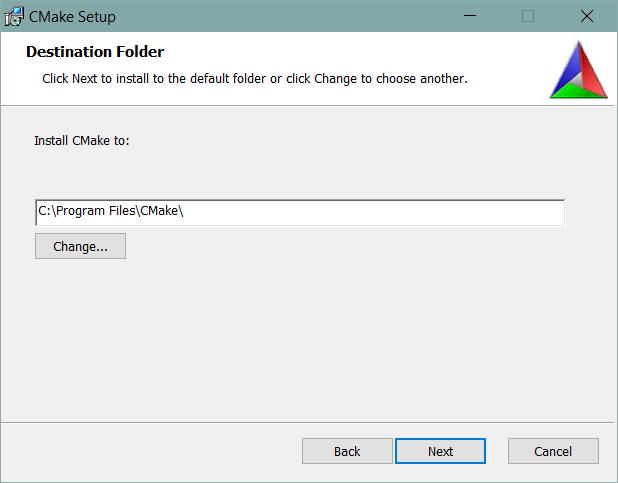 CMake Setup
Destination Folder
Click Next to install to the default folder or click Change to choose another.
Install CMake to:
C:\Program Files\CMake\
Change...
Back
Next
Cancel